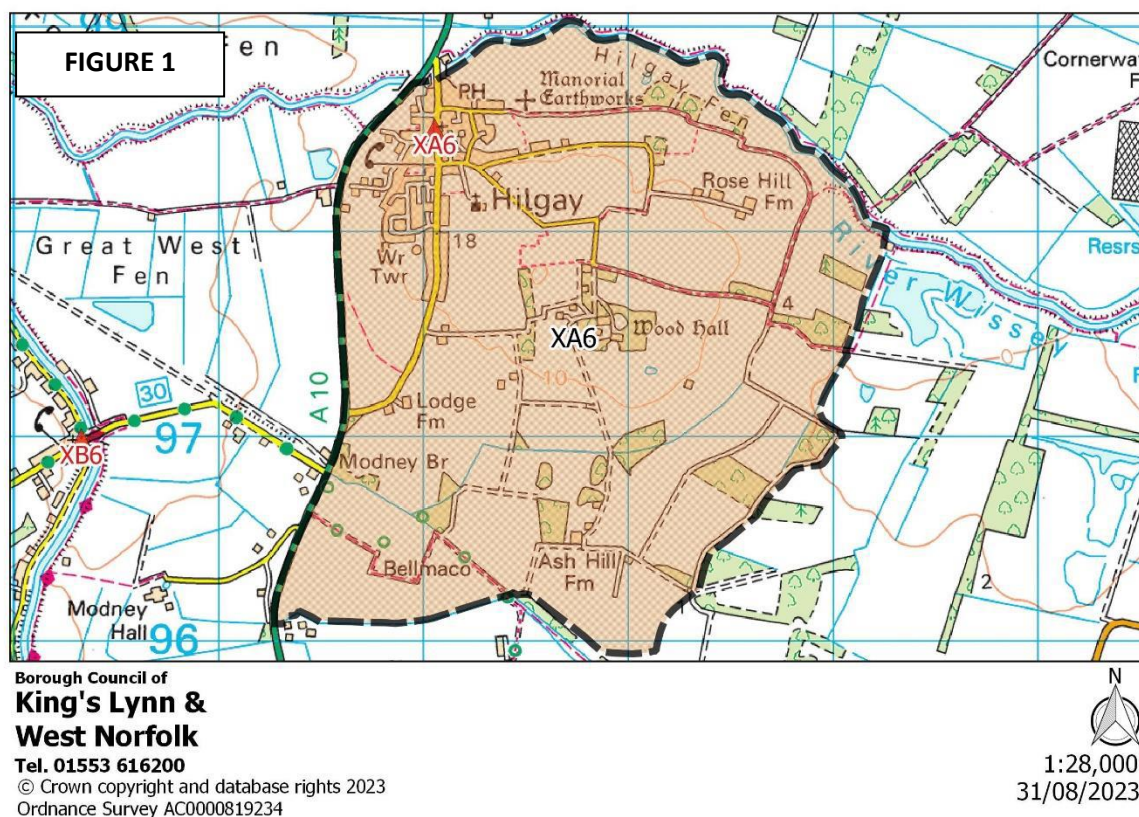 FIGURE 1
Fen
Hilgay Fen
Cornerway
F
PH
Manorial
Earthworks
XA6
Rose Hill
Fm
Hilgay
Great West
Fen
18
Wr
Twr
River Wissey
Resrs
4
XA6
Wood Hall
0
10
A10
30
Lodge
Fm
97
XB6
Modney Br
Bellmaco
Ash Hill
Fm
2
Modney
Hall
96
Borough Council of
King's Lynn &
West Norfolk
Tel. 01553 616200
© Crown copyright and database rights 2023
Ordnance Survey AC0000819234
N
1:28,000
31/08/2023